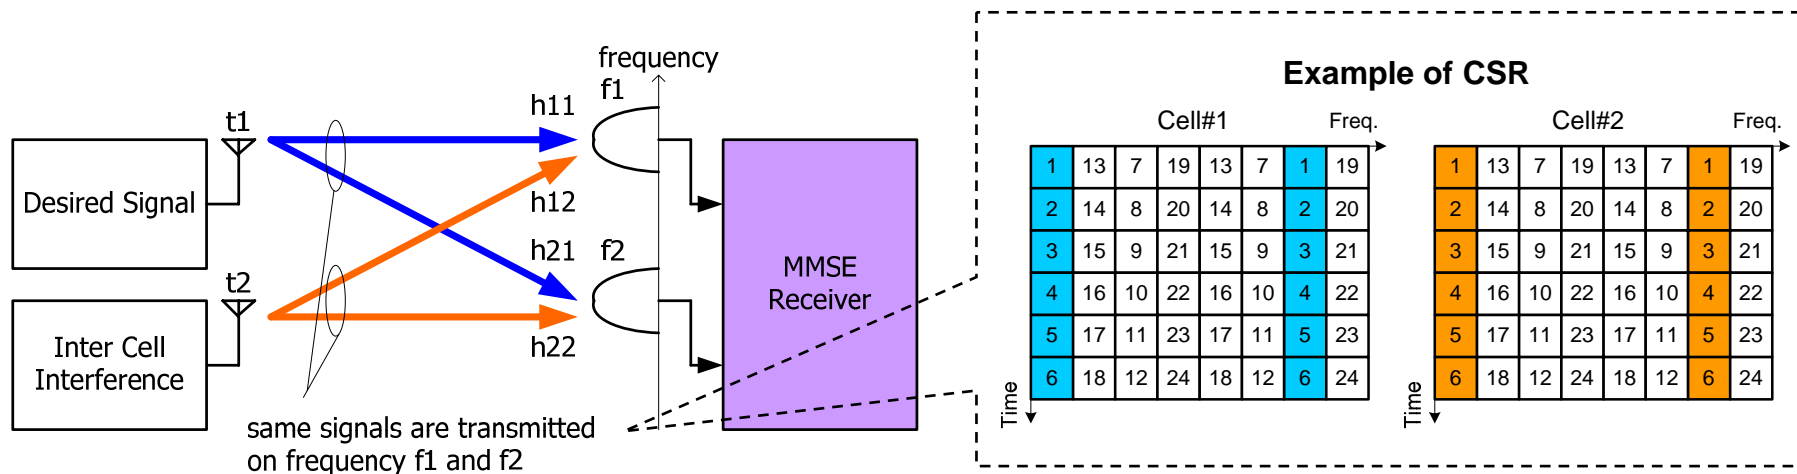 frequency
f1
h11
t1
Desired Signal
h12
h21
f2
t2
MMSE
Receiver
Inter Cell
Interference
h22
same signals are transmitted
on frequency f1 and f2
Example of CSR
Cell#1
Freq.
1 13 7 19 13 7 1 19
2 14 8 20 14 8 2 20
3 15 9 21 15 9 3 21
4 16 10 22 16 10 4 22
5 17 11 23 17 11 5 23
6 18 12 24 18 12 6 24
Time
Cell#2
Freq.
1 13 7 19 13 7 1 19
2 14 8 20 14 8 2 20
3 15 9 21 15 9 3 21
4 16 10 22 16 10 4 22
5 17 11 23 17 11 5 23
6 18 12 24 18 12 6 24
Time